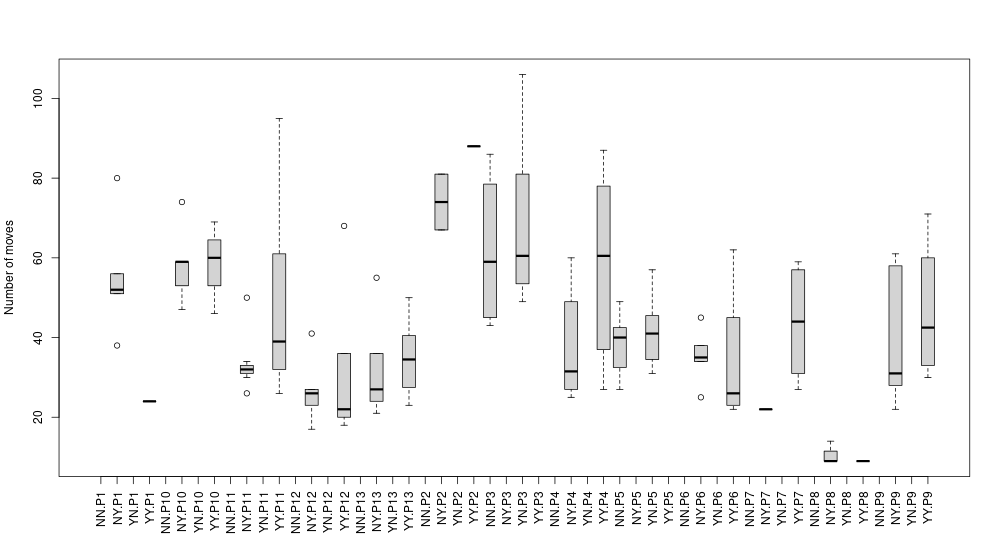 Number of moves
100
80
60
40
20
NN.P1
NY.P1
YN.P1
YY.P1
NN.P10
NY.P10
YN.P10
YY.P10
NN.P11
NY.P11
YN.P11
YY.P11
NN.P12
NY.P12
YN.P12
YY.P12
NN.P13
NY.P13
YN.P13
YY.P13
NN.P2
NY.P2
YN.P2
YY.P2
NN.P3
NY.P3
YN.P3
YY.P3
NN.P4
NY.P4
YN.P4
YY.P4
NN.P5
NY.P5
YN.P5
YY.P5
NN.P6
NY.P6
YN.P6
YY.P6
NN.P7
NY.P7
YN.P7
YY.P7
NN.P8
NY.P8
YN.P8
YY.P8
NN.P9
NY.P9
YN.P9
YY.P9